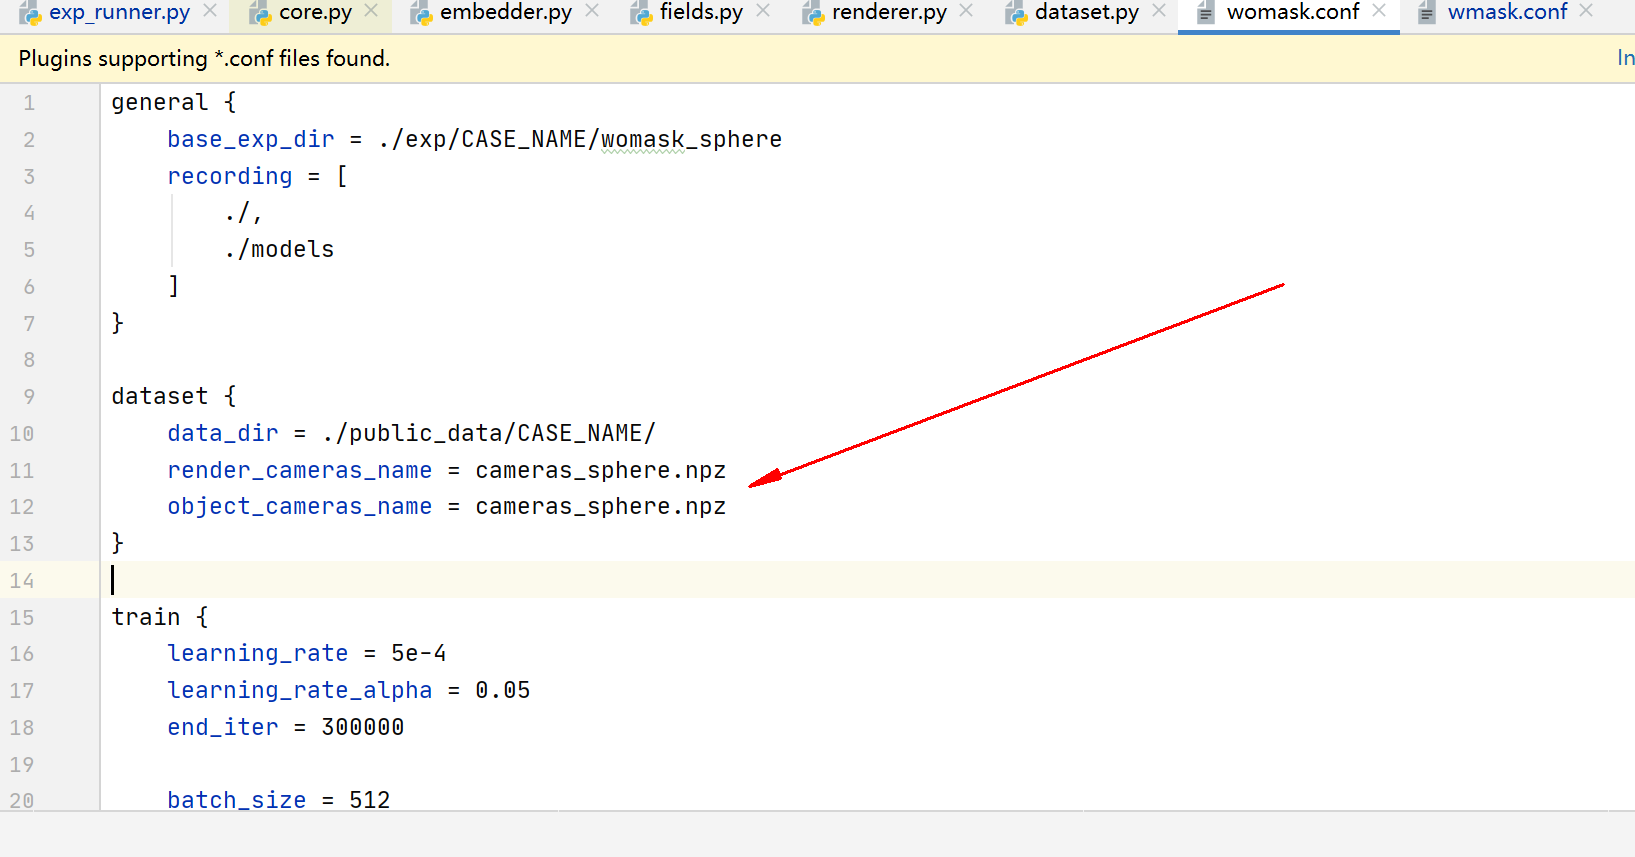 exp_runner.py core.py embedder.py fields.py renderer.py dataset.py womask.conf wmask.conf
Plugins supporting *.conf files found. In
1 general {
2 base_exp_dir = ./exp/CASE_NAME/womask_sphere
3 recording = [
4 ./,
5 ./models
6 ]
7 }
8
9 dataset {
10 data_dir = ./public_data/CASE_NAME/
11 render_cameras_name = cameras_sphere.npz
12 object_cameras_name = cameras_sphere.npz
13 }
14
15 train {
16 learning_rate = 5e-4
17 learning_rate_alpha = 0.05
18 end_iter = 300000
19
20 batch_size = 512